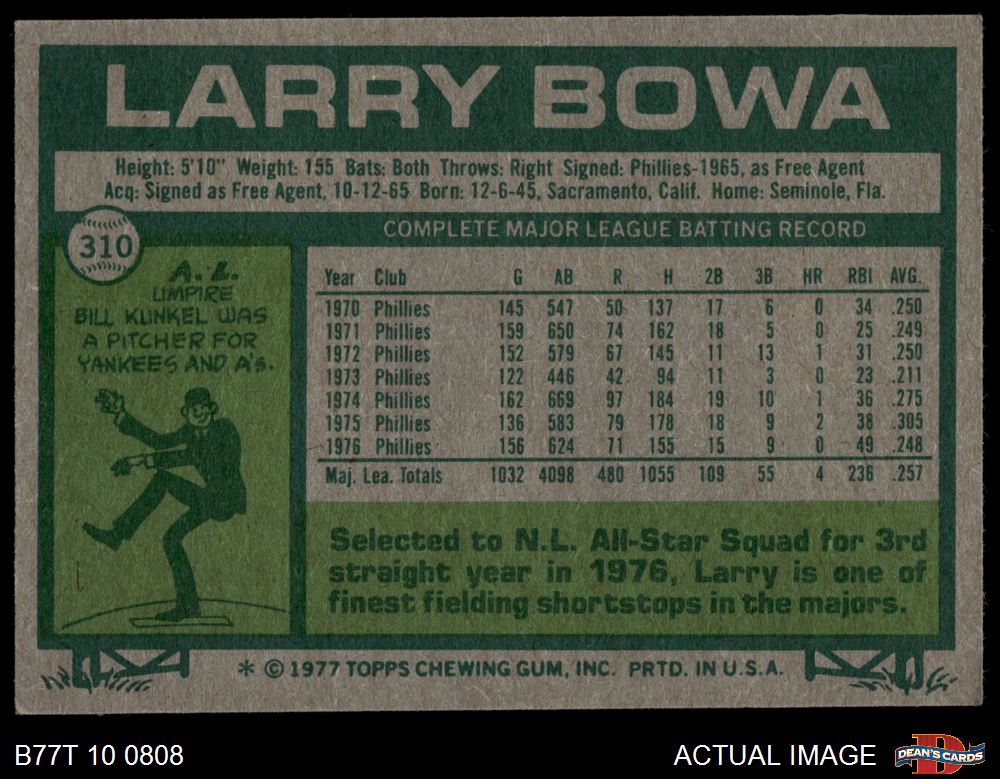 LARRY BOWA
Height: 5'10" Weight: 155 Bats: Both Throws: Right Signed: Phillies-1965, as Free Agent
Acq: Signed as Free Agent, 10-12-65 Born: 12-6-45, Sacramento, Calif. Home: Seminole, Fla.
310
A.L.
UMPIRE
BILL KUNKEL WAS
A PITCHER FOR
YANKEES AND A's.
COMPLETE MAJOR LEAGUE BATTING RECORD
Year Club G AB R H 2B 3B HR RBI AVG.
1970 Phillies 145 547 50 137 17 6 0 34 .250
1971 Phillies 159 650 74 162 18 5 0 25 .249
1972 Phillies 152 579 67 145 11 13 1 31 .250
1973 Phillies 122 446 42 94 11 3 0 23 .211
1974 Phillies 162 669 97 184 19 10 1 36 .275
1975 Phillies 136 583 79 178 18 9 2 38 .305
1976 Phillies 156 624 71 155 15 9 0 49 .248
Maj. Lea. Totals 1032 4098 480 1055 109 55 4 236 .257
Selected to N.L. All-Star Squad for 3rd
straight year in 1976, Larry is one of
finest fielding shortstops in the majors.
* © 1977 TOPPS CHEWING GUM, INC. PRTD. IN U.S.A.
B77T 10 0808
ACTUAL IMAGE
DEAN'S CARDS